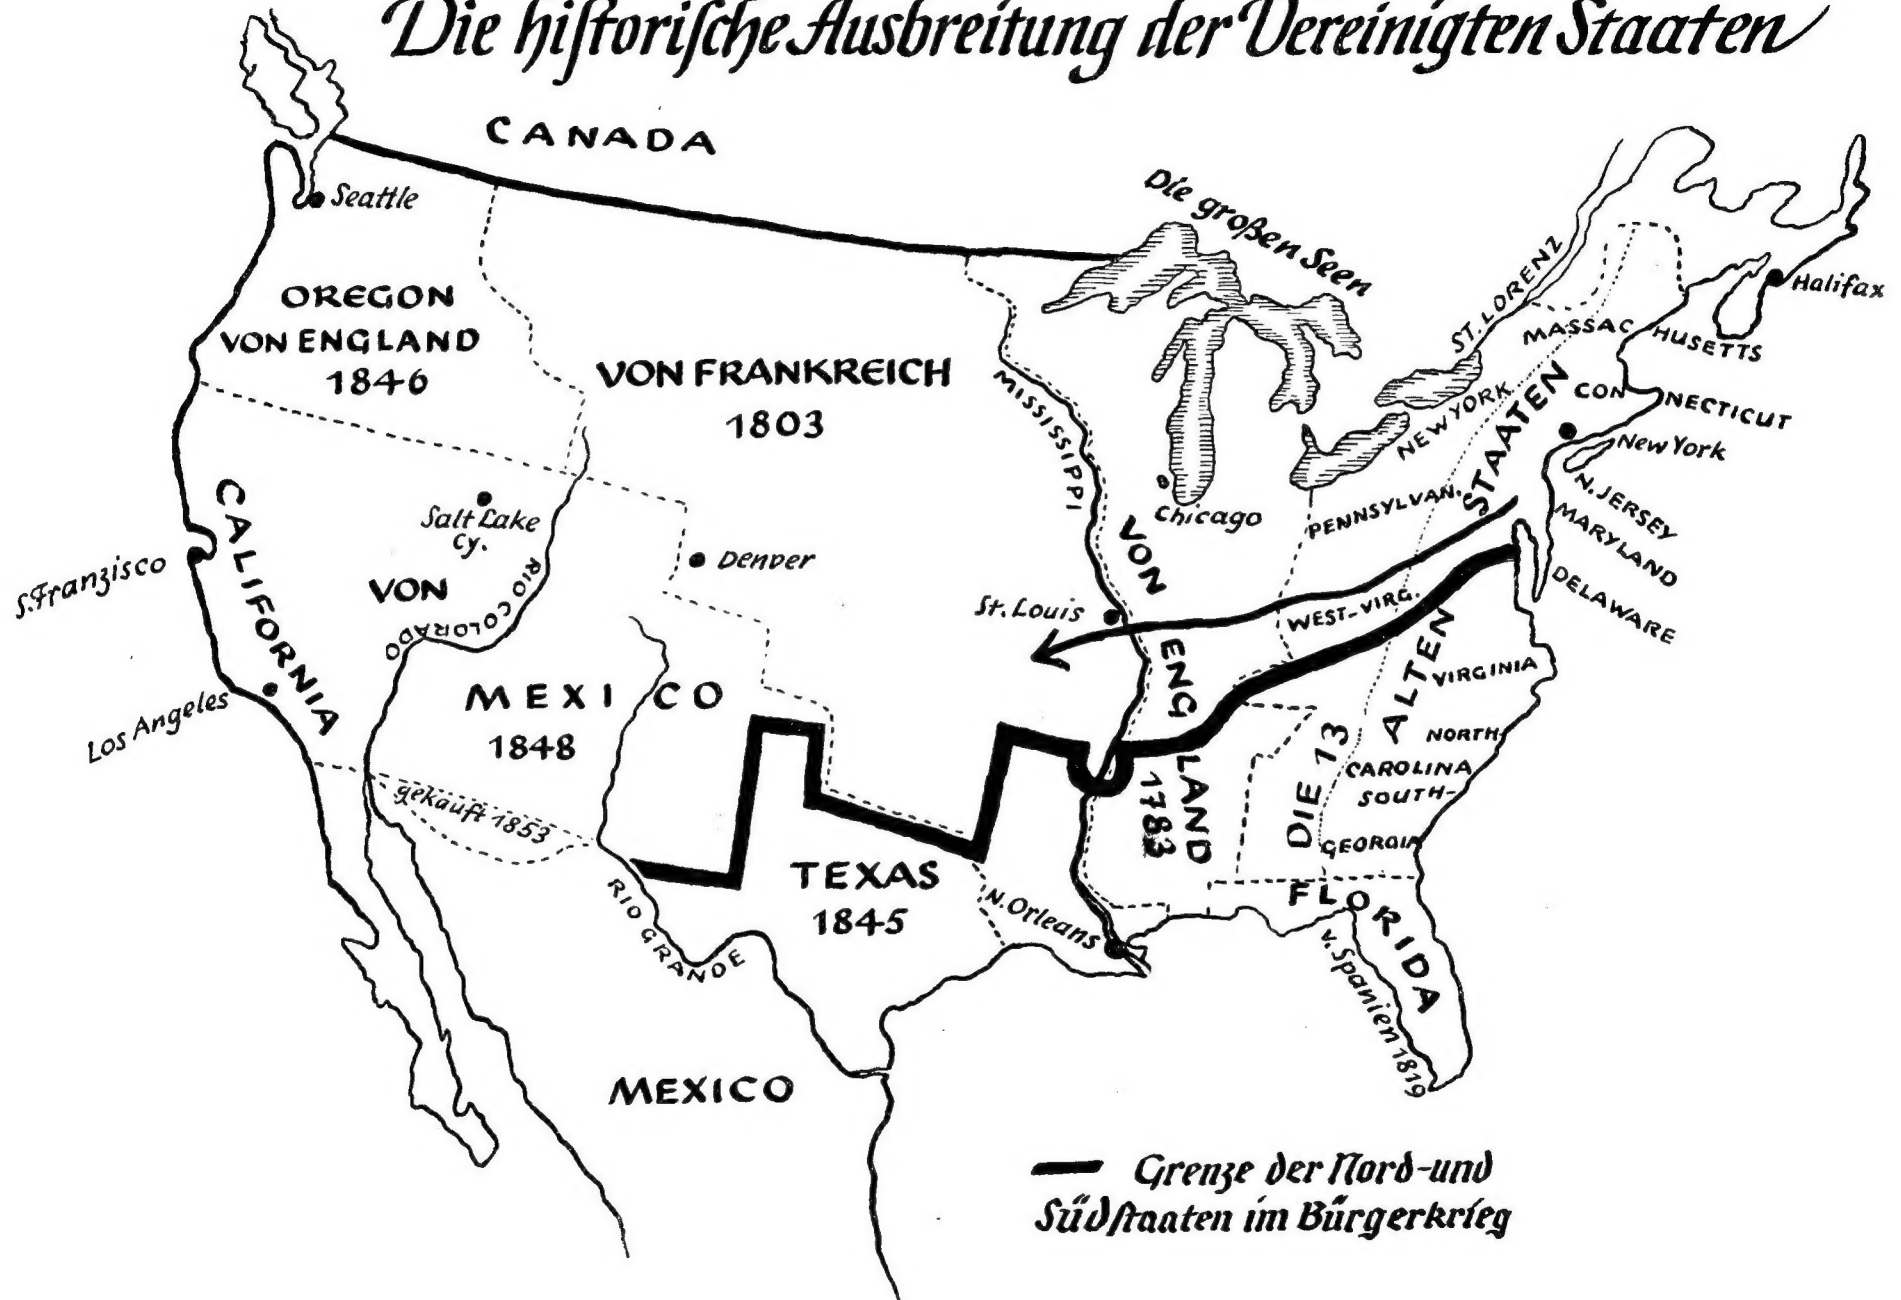 Die historische Ausbreitung der Vereinigten Staaten
CANADA
Seattle
Die großen Seen
ST. LORENZ
Halifax
OREGON
VON ENGLAND
1846
VON FRANKREICH
1803
MISSISSIPPI
MASSACHUSETTS
CONNECTICUT
NEW YORK
New York
N. JERSEY
MARYLAND
DELAWARE
PENNSYLVAN.
Chicago
CALIFORNIA
Salt Lake
Cy.
Denver
S. Franzisco
Los Angeles
RIO COLORADO
St. Louis
WEST-VIRG.
VIRGINIA
NORTH-
CAROLINA
SOUTH-
GEORGIA
DIE 13 ALTEN STAATEN
VON ENGLAND 1783
VON
MEXICO
1848
gekauft 1853
TEXAS
1845
RIO GRANDE
N. Orleans
FLORIDA
v. Spanien 1819
MEXICO
Grenze der Nord-und
Südstaaten im Bürgerkrieg